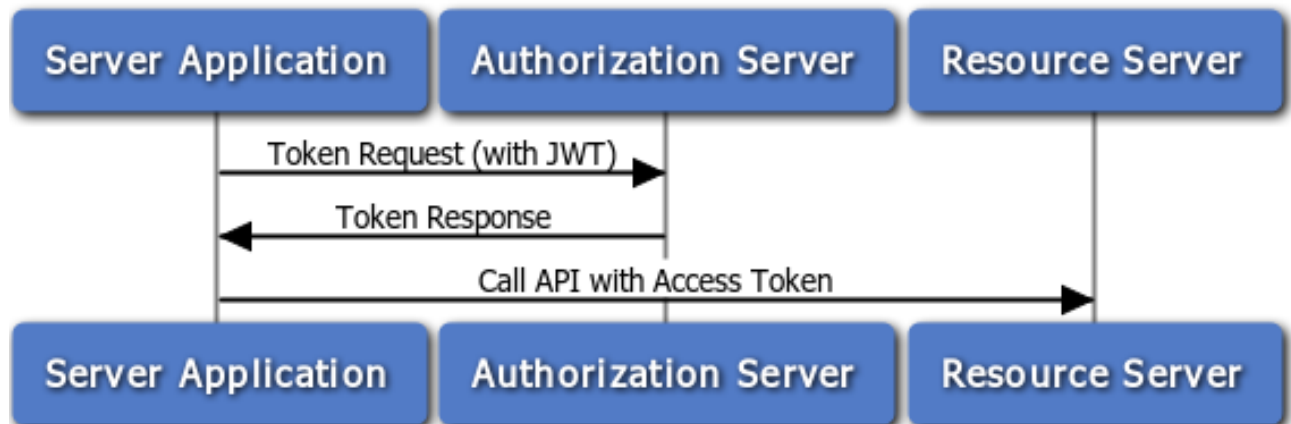 Server Application
Authorization Server
Resource Server
Token Request (with JWT)
Token Response
Call API with Access Token
Server Application
Authorization Server
Resource Server